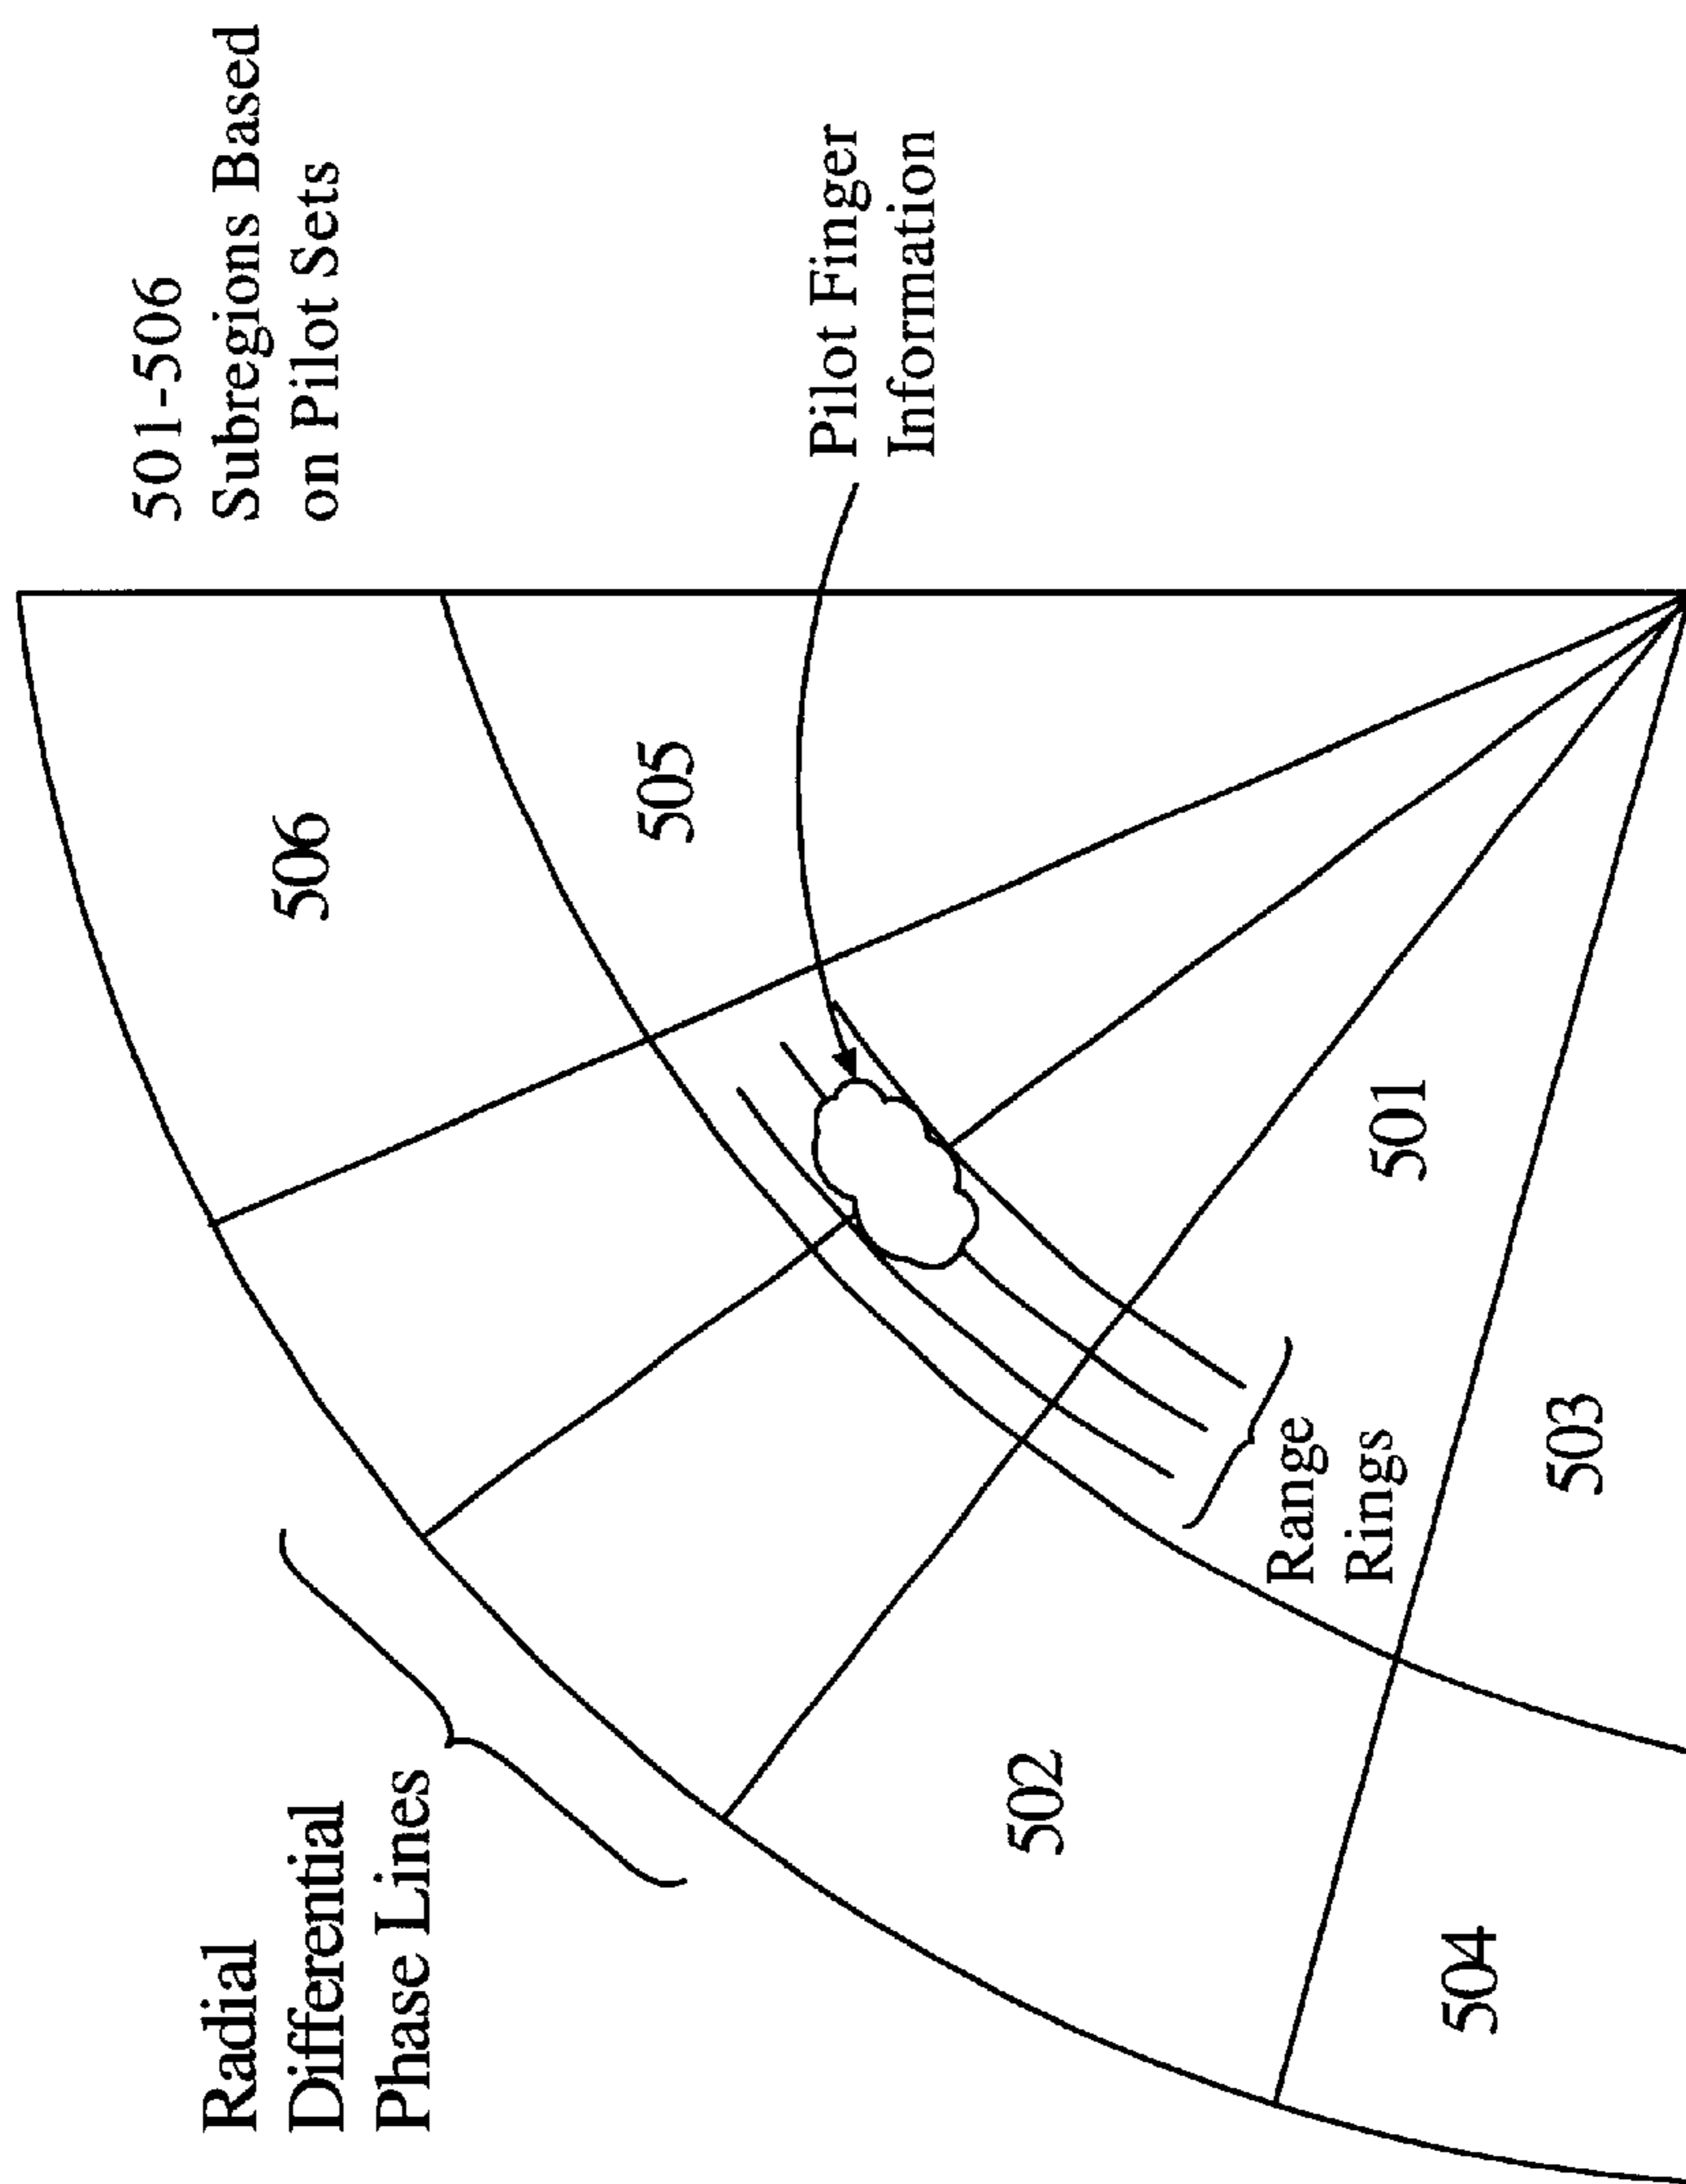 501-506
Subregions Based
on Pilot Sets
Pilot Finger
Information
506
505
501
503
Range
Rings
502
504
Radial
Differential
Phase Lines